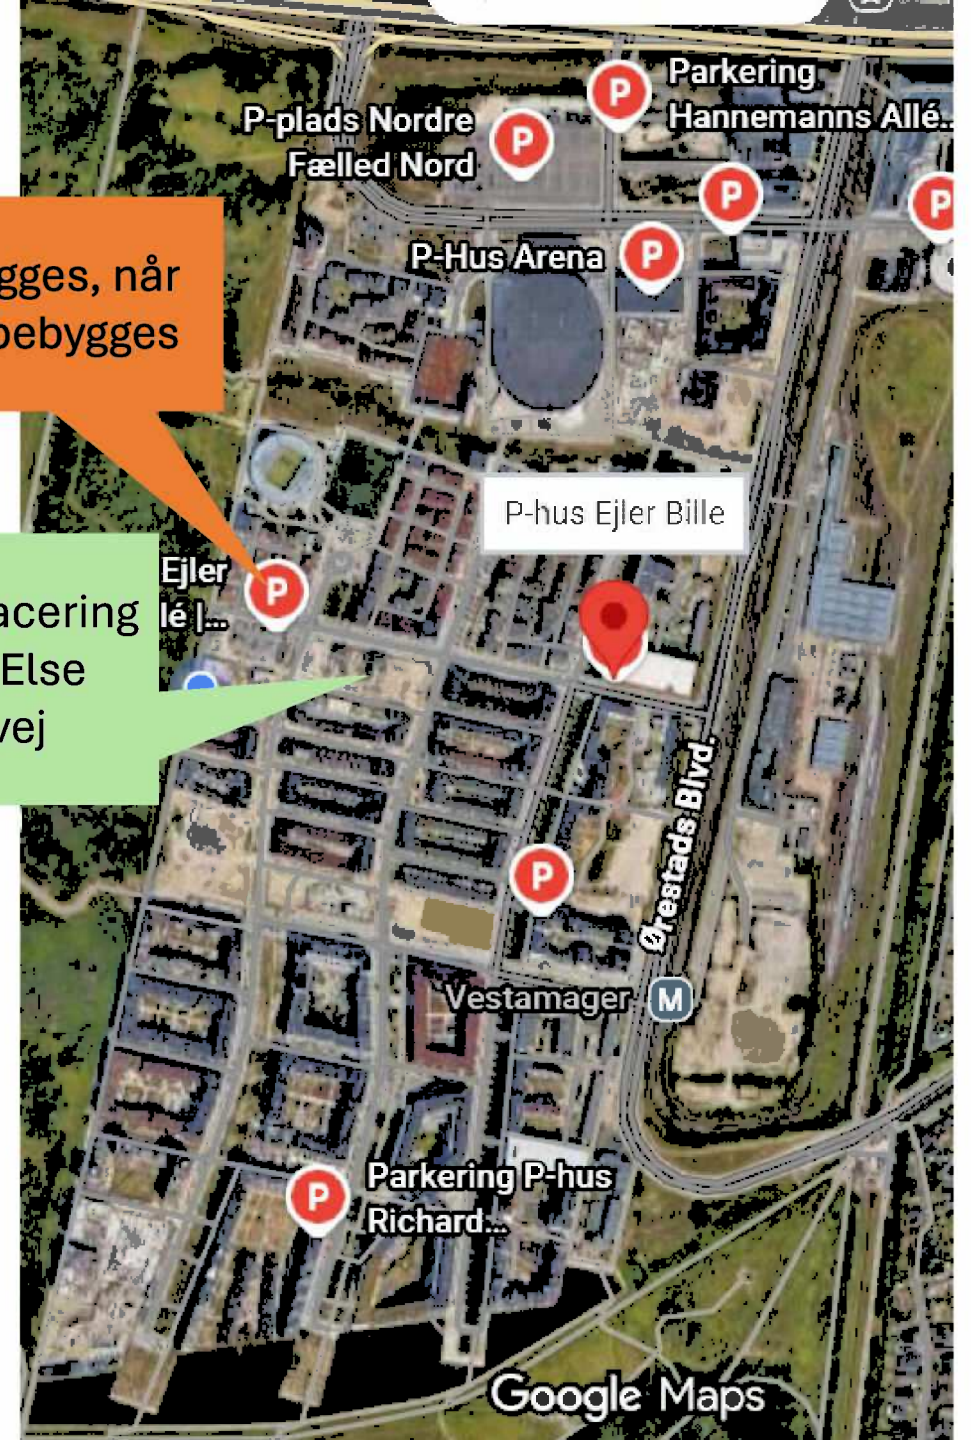 Parkering
Hannemanns Allé...
P-plads Nordre
Fælled Nord
P
P
P
P
P-Hus Arena
P
gges, når
bebygges
P-hus Ejler Bille
Ejler
lé |...
P
acering
Else
vej
Ørestads Blvd.
P
Vestamager
M
Parkering P-hus
Richard...
P
Google Maps